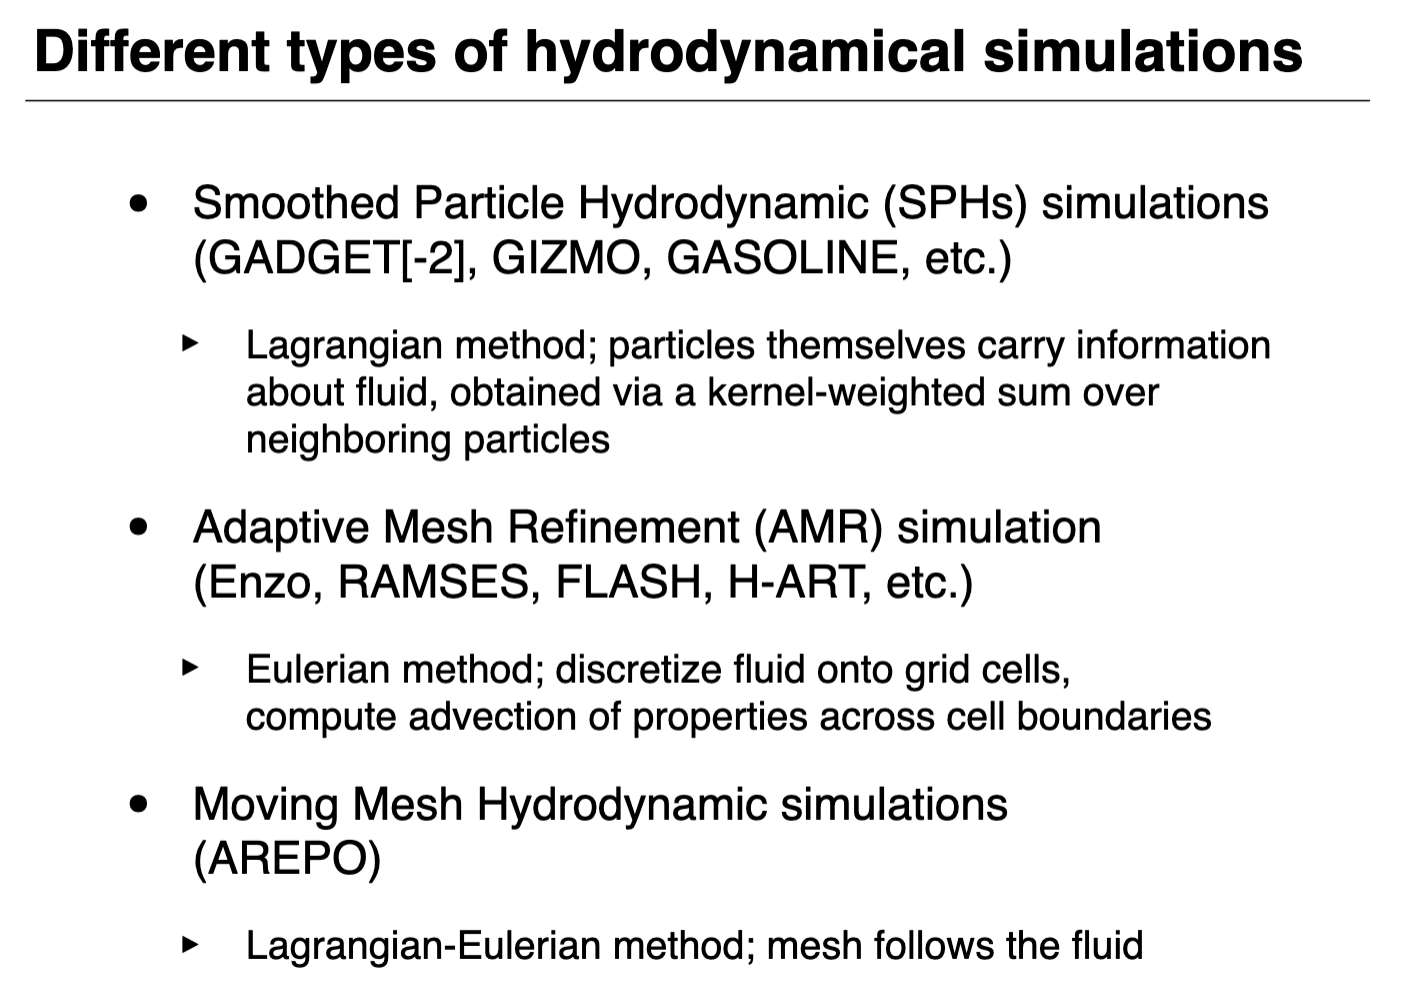 Different types of hydrodynamical simulations
• Smoothed Particle Hydrodynamic (SPHs) simulations
(GADGET[-2], GIZMO, GASOLINE, etc.)
‣ Lagrangian method; particles themselves carry information
about fluid, obtained via a kernel-weighted sum over
neighboring particles
• Adaptive Mesh Refinement (AMR) simulation
(Enzo, RAMSES, FLASH, H-ART, etc.)
‣ Eulerian method; discretize fluid onto grid cells,
compute advection of properties across cell boundaries
• Moving Mesh Hydrodynamic simulations
(AREPO)
‣ Lagrangian-Eulerian method; mesh follows the fluid